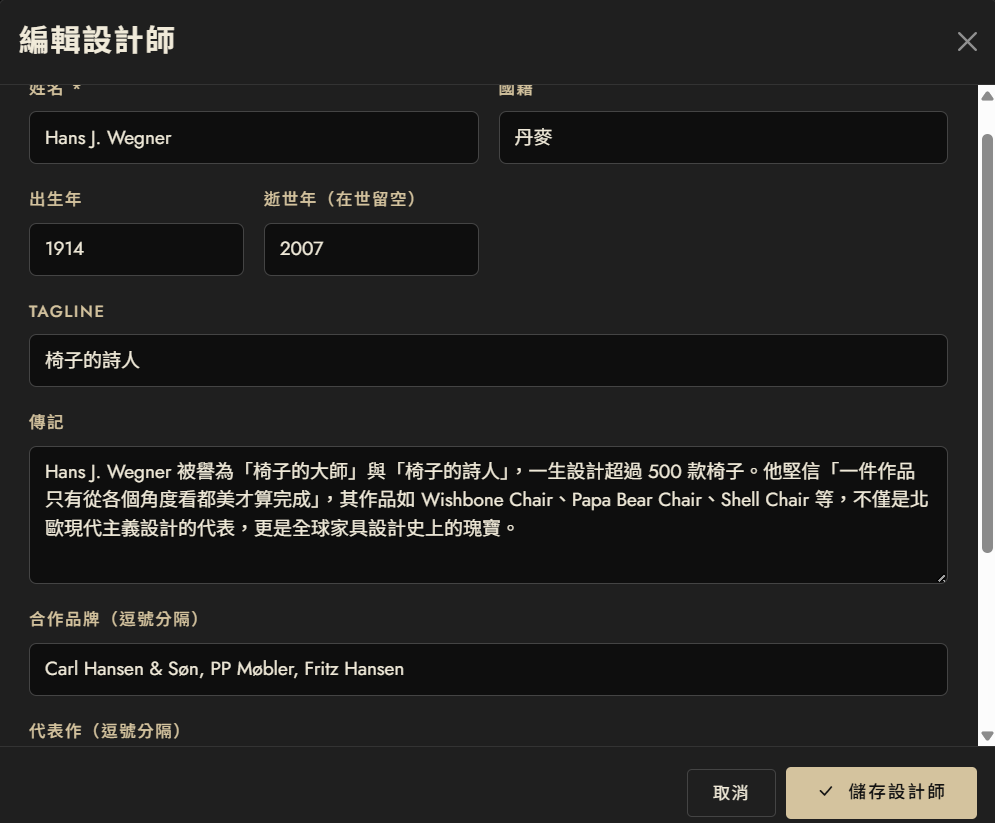 編輯設計師
姓名 *
國籍
Hans J. Wegner
丹麥
出生年
逝世年（在世留空）
1914
2007
TAGLINE
椅子的詩人
傳記
Hans J. Wegner 被譽為「椅子的大師」與「椅子的詩人」，一生設計超過 500 款椅子。他堅信「一件作品
只有從各個角度看都美才算完成」，其作品如 Wishbone Chair、Papa Bear Chair、Shell Chair 等，不僅是北
歐現代主義設計的代表，更是全球家具設計史上的瑰寶。
合作品牌（逗號分隔）
Carl Hansen & Søn, PP Møbler, Fritz Hansen
代表作（逗號分隔）
取消
儲存設計師